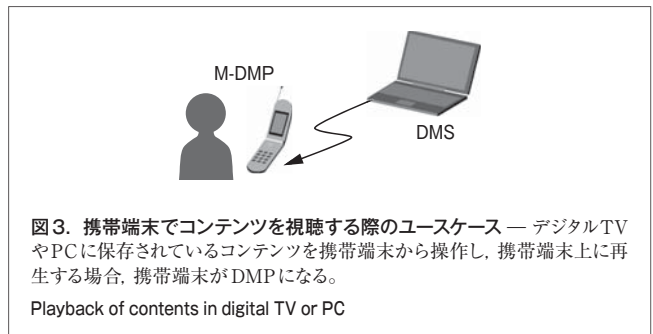 M-DMP
DMS
図3．携帯端末でコンテンツを視聴する際のユースケース — デジタルTV
やPCに保存されているコンテンツを携帯端末から操作し，携帯端末上に再
生する場合，携帯端末がDMPになる。
Playback of contents in digital TV or PC